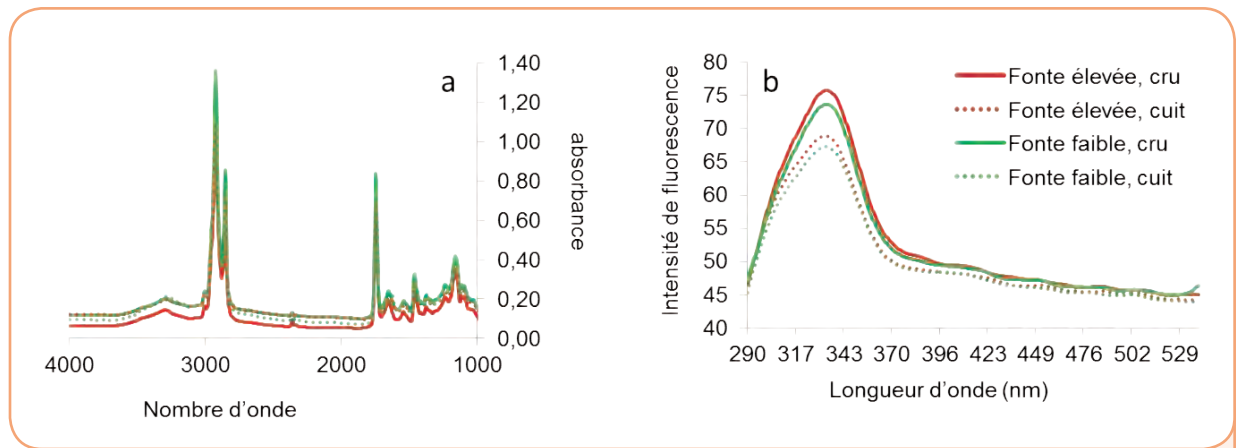 a
1,40
1,20
1,00
0,80
0,60
0,40
0,20
0,00
absorbance
4000 3000 2000 1000
Nombre d'onde
b
Intensité de fluorescence
80
75
70
65
60
55
50
45
40
290 317 343 370 396 423 449 476 502 529
Longueur d'onde (nm)
Fonte élevée, cru
Fonte élevée, cuit
Fonte faible, cru
Fonte faible, cuit